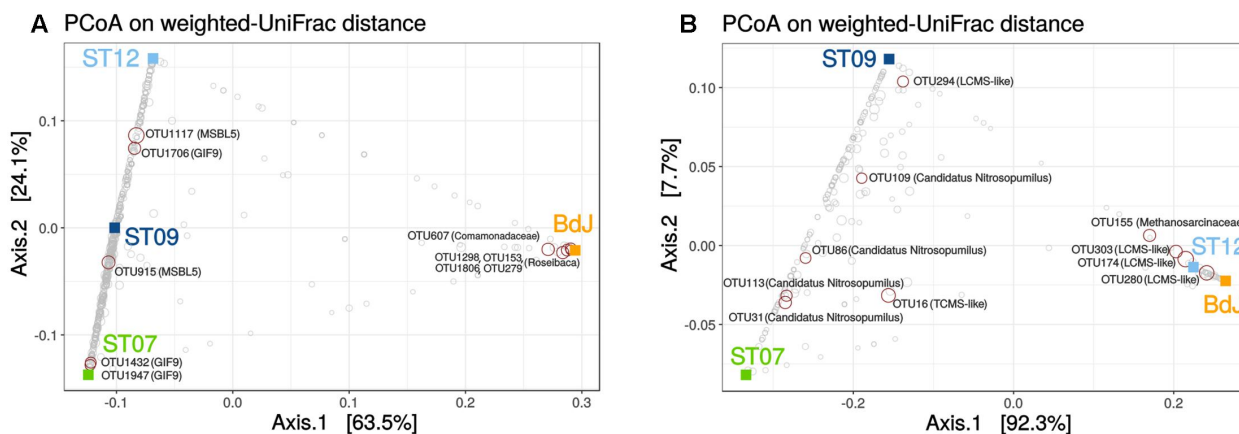 A PCoA on weighted-UniFrac distance
ST12
OTU1117 (MSBL5)
OTU1706 (GIF9)
ST09
OTU915 (MSBL5)
ST07
OTU1432 (GIF9)
OTU1947 (GIF9)
BdJ
OTU607 (Comamonadaceae)
OTU1298, OTU153, (Roseibaca)
OTU1806, OTU279
0.1
0.0
-0.1
Axis.2 [24.1%]
-0.1 0.0 0.1 0.2 0.3
Axis.1 [63.5%]
B PCoA on weighted-UniFrac distance
ST09
OTU294 (LCMS-like)
OTU109 (Candidatus Nitrosopumilus)
OTU86 (Candidatus Nitrosopumilus)
OTU113 (Candidatus Nitrosopumilus)
OTU16 (TCMS-like)
OTU31 (Candidatus Nitrosopumilus)
ST07
OTU155 (Methanosarcinaceae)
OTU303 (LCMS-like)
ST12
OTU174 (LCMS-like)
OTU280 (LCMS-like)
BdJ
0.10
0.05
0.00
-0.05
Axis.2 [7.7%]
-0.2 0.0 0.2
Axis.1 [92.3%]